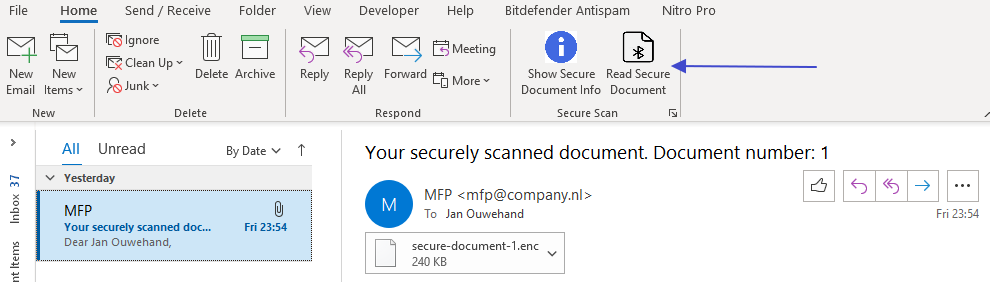 File Home Send / Receive Folder View Developer Help Bitdefender Antispam Nitro Pro
New Email
New Items
Ignore
Clean Up
Junk
Delete
Archive
Reply
Reply All
Forward
Meeting
More
Show Secure Document Info
Read Secure Document
New Delete Respond Secure Scan
Inbox 37
nt Items
All Unread By Date
Yesterday
MFP
Your securely scanned doc... Fri 23:54
Dear Jan Ouwehand,
Your securely scanned document. Document number: 1
M
MFP <mfp@company.nl>
To Jan Ouwehand
Fri 23:54
secure-document-1.enc
240 KB